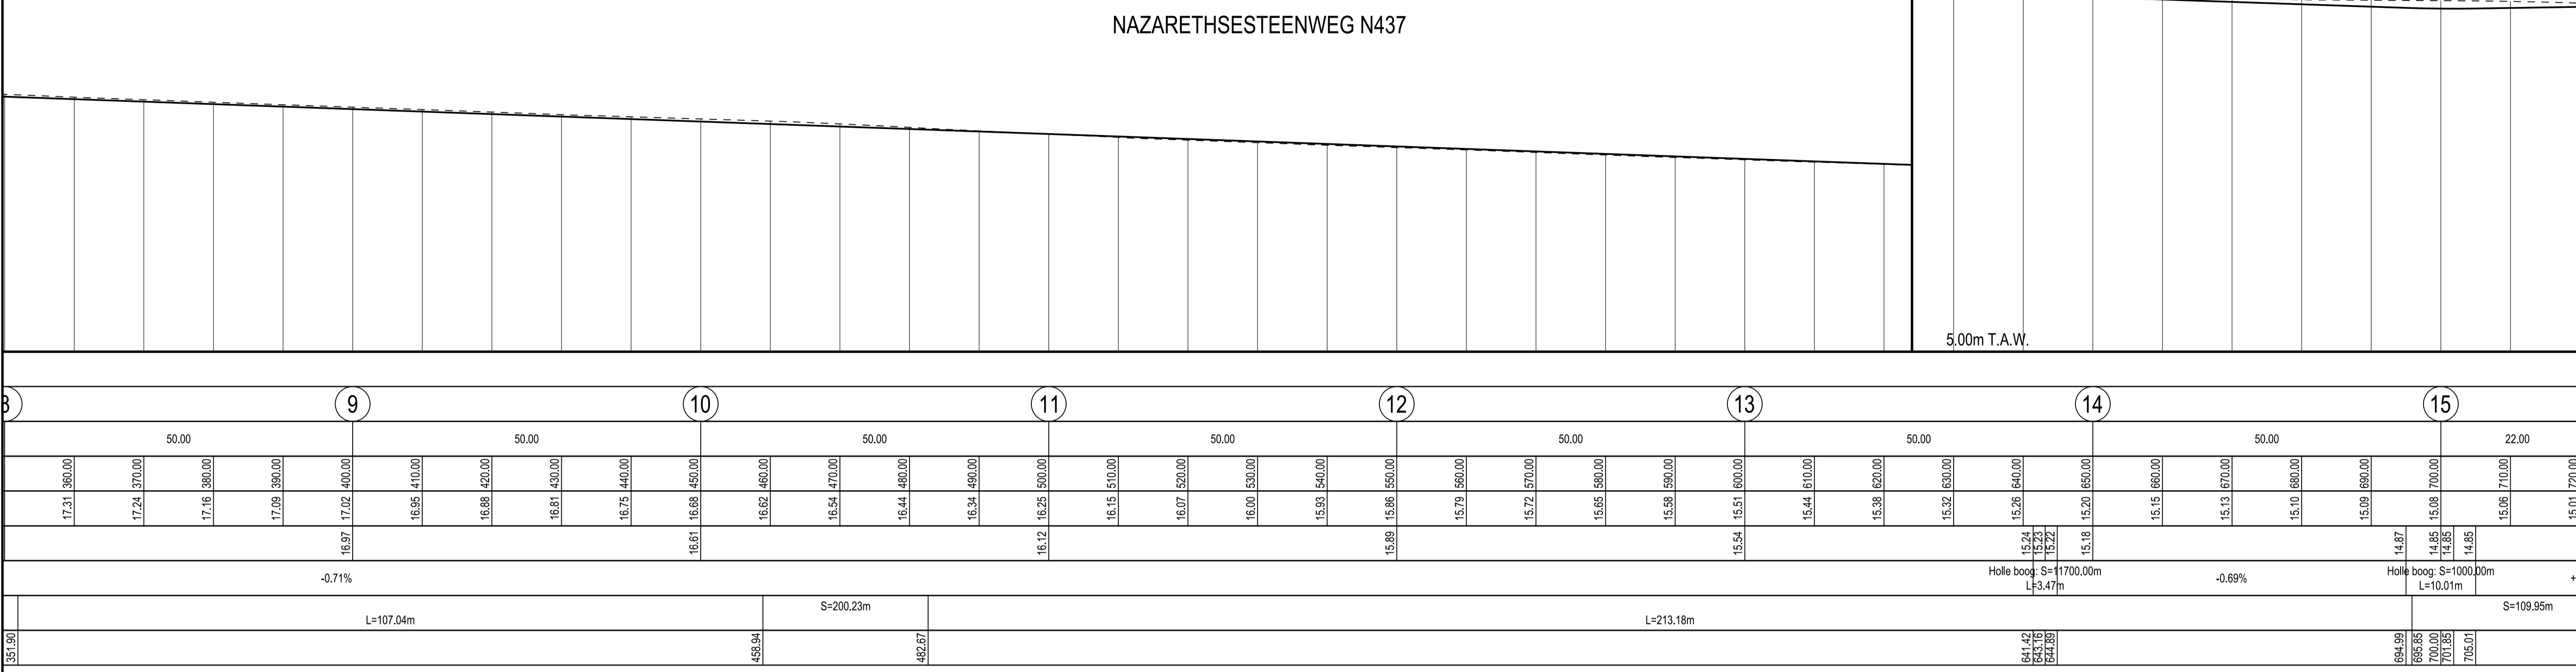 NAZARETHSESTEENWEG N437
5.00m T.A.W.
9 10 11 12 13 14 15
50.00 50.00 50.00 50.00 50.00 50.00 50.00 22.00
360.00 370.00 380.00 390.00 400.00 410.00 420.00 430.00 440.00 450.00 460.00 470.00 480.00 490.00 500.00 510.00 520.00 530.00 540.00 550.00 560.00 570.00 580.00 590.00 600.00 610.00 620.00 630.00 640.00 650.00 660.00 670.00 680.00 690.00 700.00 710.00 720.00
17.31 17.24 17.16 17.09 17.02 16.95 16.88 16.81 16.75 16.68 16.62 16.54 16.44 16.34 16.25 16.15 16.07 16.00 15.93 15.86 15.79 15.72 15.65 15.58 15.51 15.44 15.38 15.32 15.26 15.20 15.15 15.13 15.10 15.09 15.08 15.06 15.01
16.97 16.61 16.12 15.89 15.54 15.24 15.23 15.22 15.18 14.87 14.85 14.85 14.85
-0.71% Holle boog: S=11700.00m -0.69% Holle boog: S=1000.00m +
L=3.47m L=10.01m
S=200.23m S=109.95m
L=107.04m L=213.18m
351.90 458.94 482.67 641.42 643.16 644.89 694.99 695.85 700.00 701.85 705.01